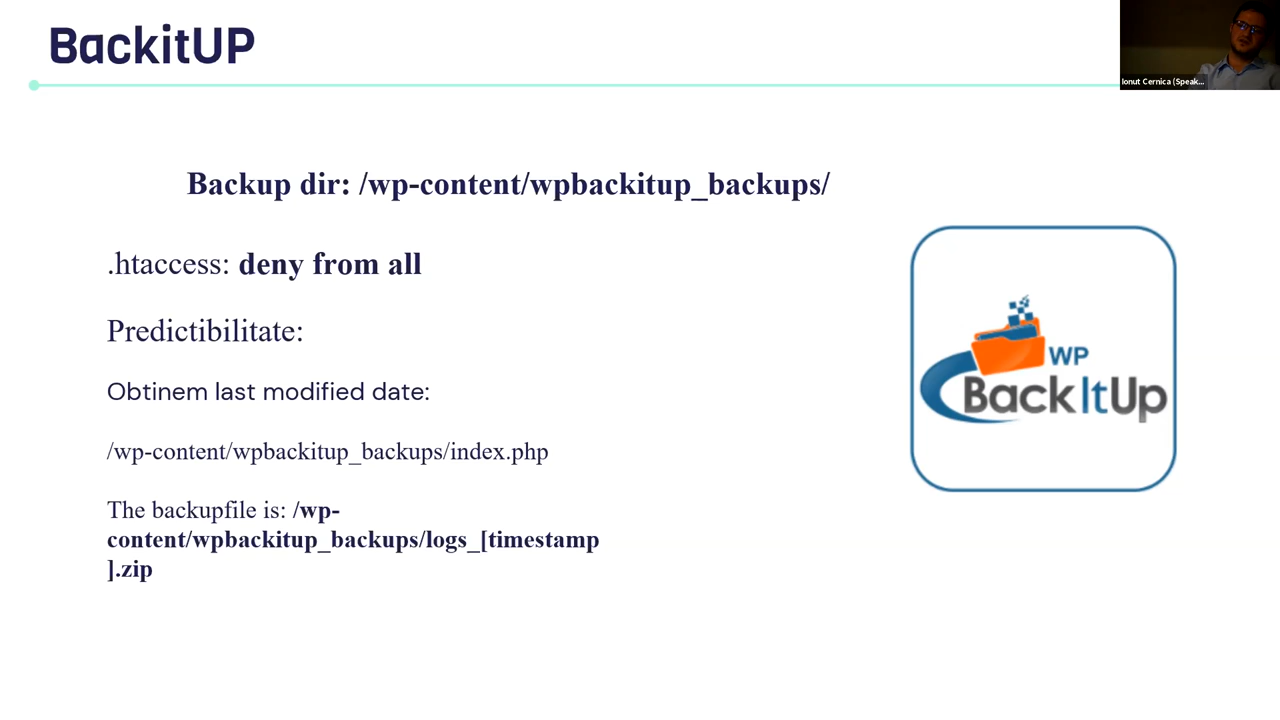 BackitUP
Ionut Cernica (Speak...
Backup dir: /wp-content/wpbackitup_backups/
.htaccess: deny from all
Predictibilitate:
Obtinem last modified date:
/wp-content/wpbackitup_backups/index.php
The backupfile is: /wp-
content/wpbackitup_backups/logs_[timestamp
].zip
WP
BackItUp